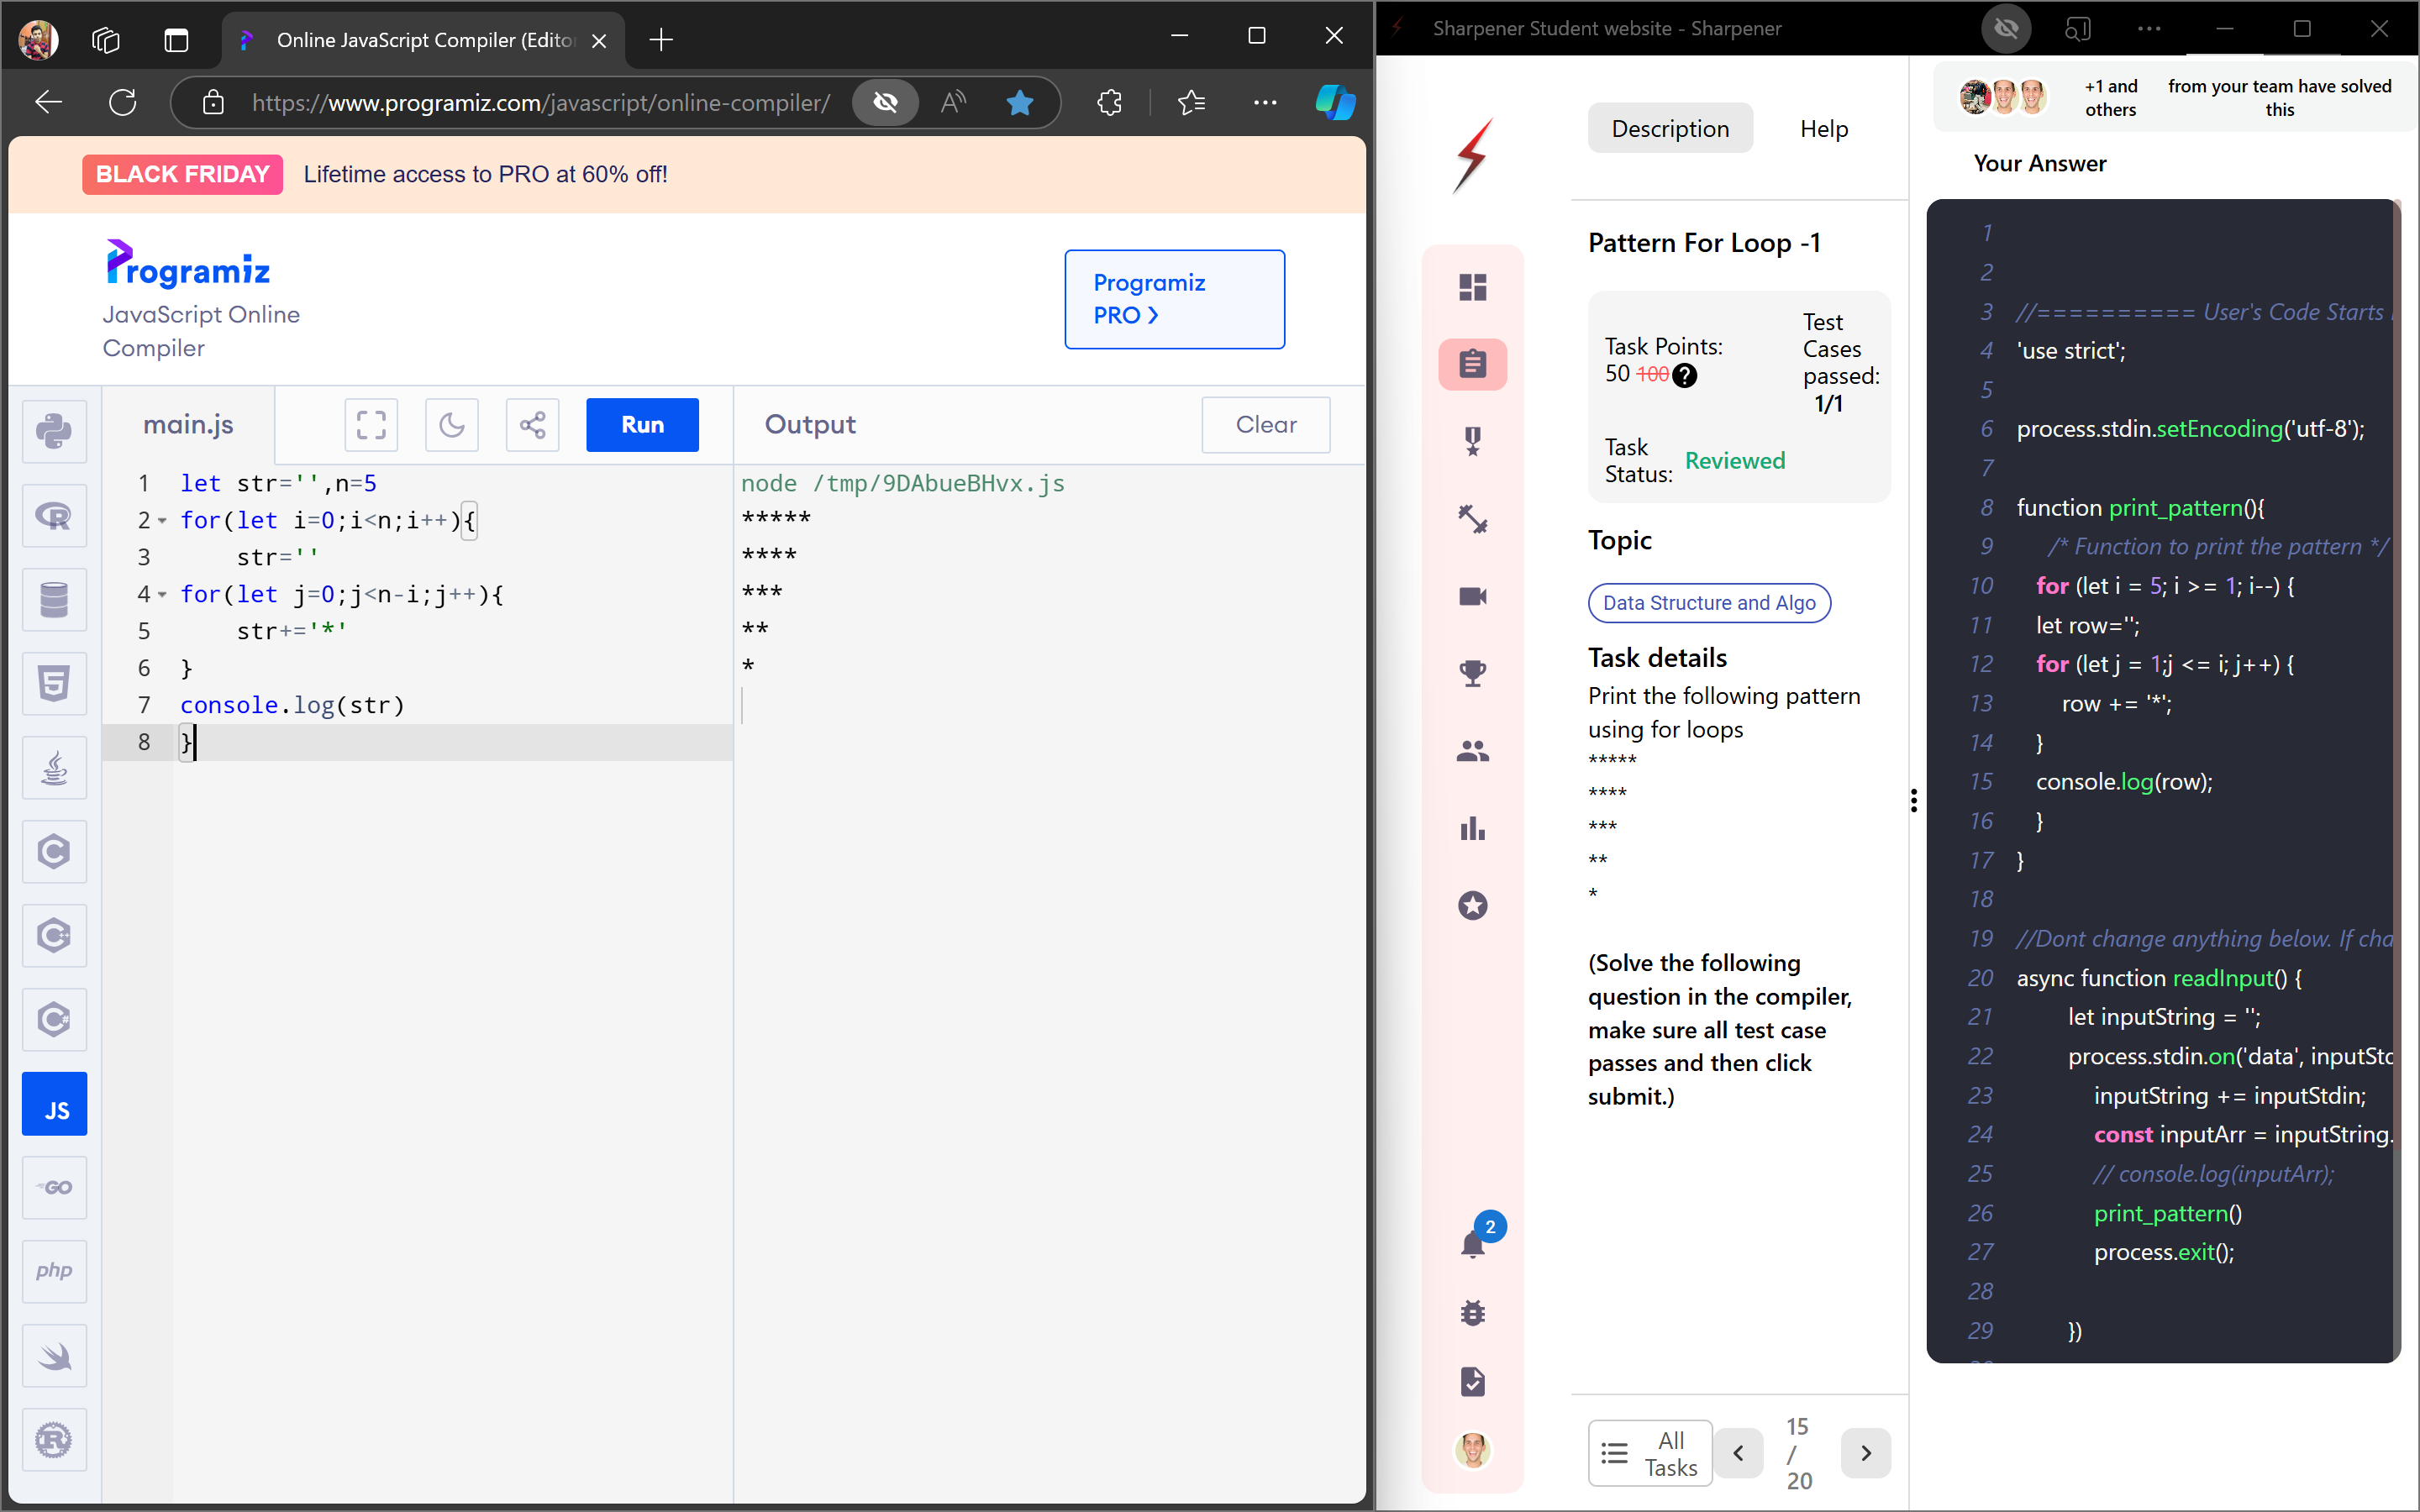 Online JavaScript Compiler (Editor
https://www.programiz.com/javascript/online-compiler/
BLACK FRIDAY Lifetime access to PRO at 60% off!
Programiz
JavaScript Online
Compiler
Programiz
PRO ❯
main.js
Run
Output
Clear
1 let str='',n=5
2 for(let i=0;i<n;i++){
3 str=''
4 for(let j=0;j<n-i;j++){
5 str+='*'
6 }
7 console.log(str)
8 }
node /tmp/9DAbueBHvx.js
*****
****
***
**
*
JS
GO
php
Sharpener Student website - Sharpener
Description
Help
Pattern For Loop -1
Task Points:
50 100
Test
Cases
passed:
1/1
Task
Status: Reviewed
Topic
Data Structure and Algo
Task details
Print the following pattern
using for loops
*****
****
***
**
*
(Solve the following
question in the compiler,
make sure all test case
passes and then click
submit.)
2
All
Tasks
15
/
20
+1 and
others
from your team have solved
this
Your Answer
1
2
3 //========== User's Code Starts
4 'use strict';
5
6 process.stdin.setEncoding('utf-8');
7
8 function print_pattern(){
9 /* Function to print the pattern */
10 for (let i = 5; i >= 1; i--) {
11 let row='';
12 for (let j = 1;j <= i; j++) {
13 row += '*';
14 }
15 console.log(row);
16 }
17 }
18
19 //Dont change anything below. If cha
20 async function readInput() {
21 let inputString = '';
22 process.stdin.on('data', inputStd
23 inputString += inputStdin;
24 const inputArr = inputString.
25 // console.log(inputArr);
26 print_pattern()
27 process.exit();
28
29 })